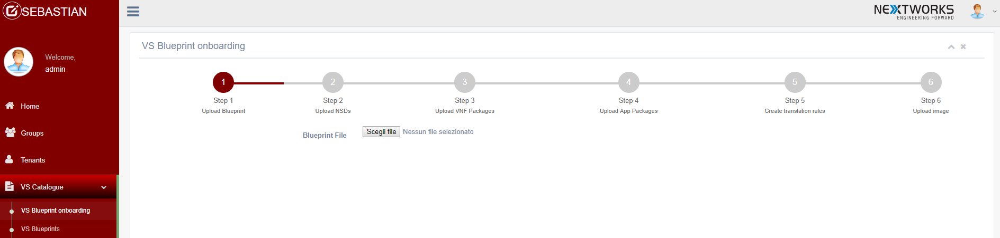 SEBASTIAN
NEXTWORKS
ENGINEERING FORWARD
Welcome,
admin
Home
Groups
Tenants
VS Catalogue
VS Blueprint onboarding
VS Blueprints
VS Blueprint onboarding
1 2 3 4 5 6
Step 1 Step 2 Step 3 Step 4 Step 5 Step 6
Upload Blueprint Upload NSDs Upload VNF Packages Upload App Packages Create translation rules Upload image
Blueprint File Scegli file Nessun file selezionato